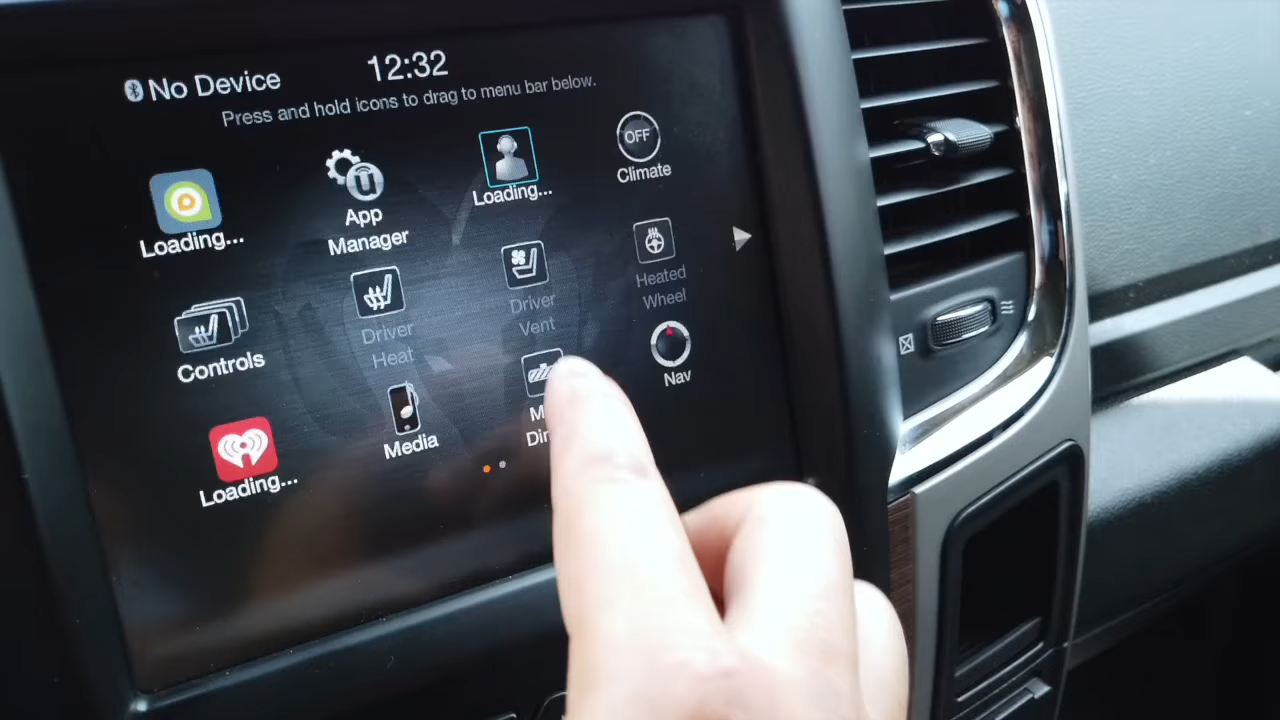 No Device
12:32
Press and hold icons to drag to menu bar below.
Loading...
App
Manager
Loading...
OFF
Climate
Controls
Driver
Heat
Driver
Vent
Heated
Wheel
Loading...
Media
Nav